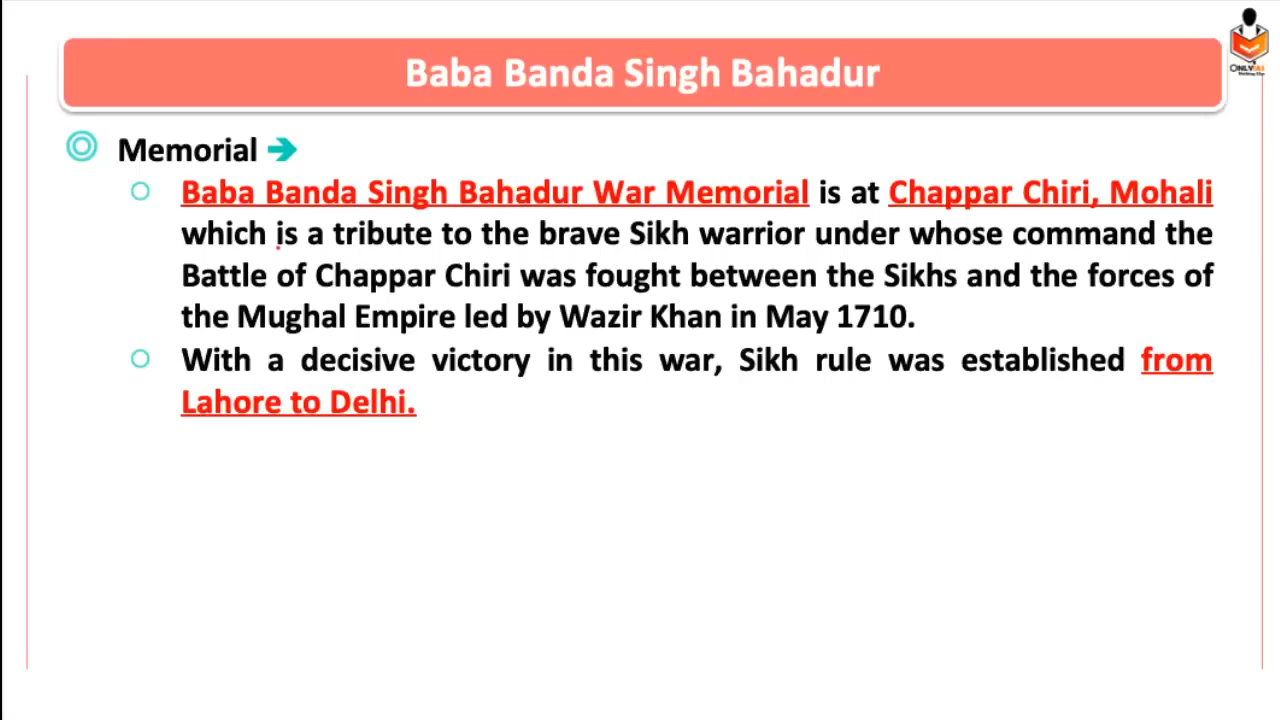 Baba Banda Singh Bahadur
ONLYIAS
Memorial
Baba Banda Singh Bahadur War Memorial is at Chappar Chiri, Mohali
which is a tribute to the brave Sikh warrior under whose command the
Battle of Chappar Chiri was fought between the Sikhs and the forces of
the Mughal Empire led by Wazir Khan in May 1710.
With a decisive victory in this war, Sikh rule was established from
Lahore to Delhi.